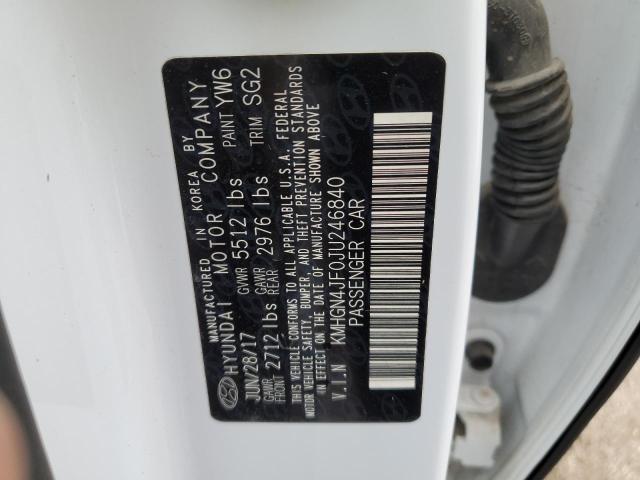 MANUFACTURED IN KOREA BY
HYUNDAI MOTOR COMPANY
JUN/28/17 GVWR 5512 lbs PAINT YW6
GAWR FRONT 2712 lbs GAWR REAR 2976 lbs TRIM SG2
THIS VEHICLE CONFORMS TO ALL APPLICABLE U.S.A. FEDERAL
MOTOR VEHICLE SAFETY, BUMPER, AND THEFT PREVENTION STANDARDS
IN EFFECT ON THE DATE OF MANUFACTURE SHOWN ABOVE
V.I.N KMHGN4JF0JU246840
PASSENGER CAR